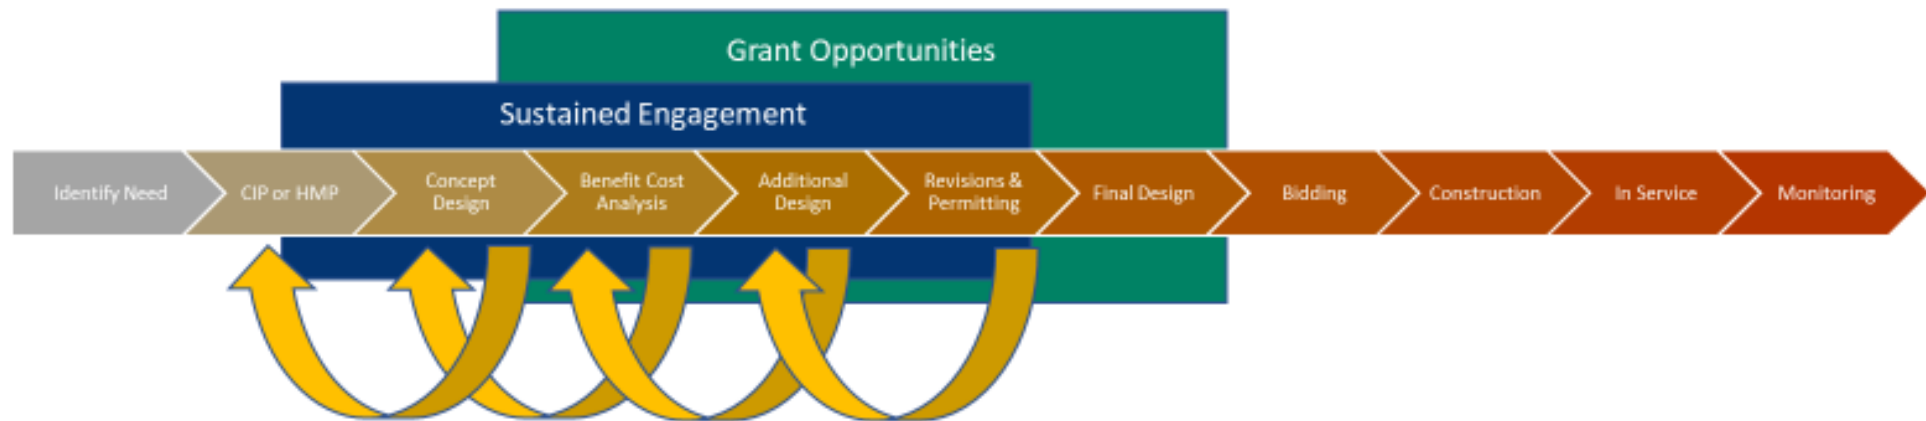 Grant Opportunities
Sustained Engagement
Identify Need
CIP or HMP
Concept
Design
Benefit Cost
Analysis
Additional
Design
Revisions &
Permitting
Final Design
Bidding
Construction
In Service
Monitoring